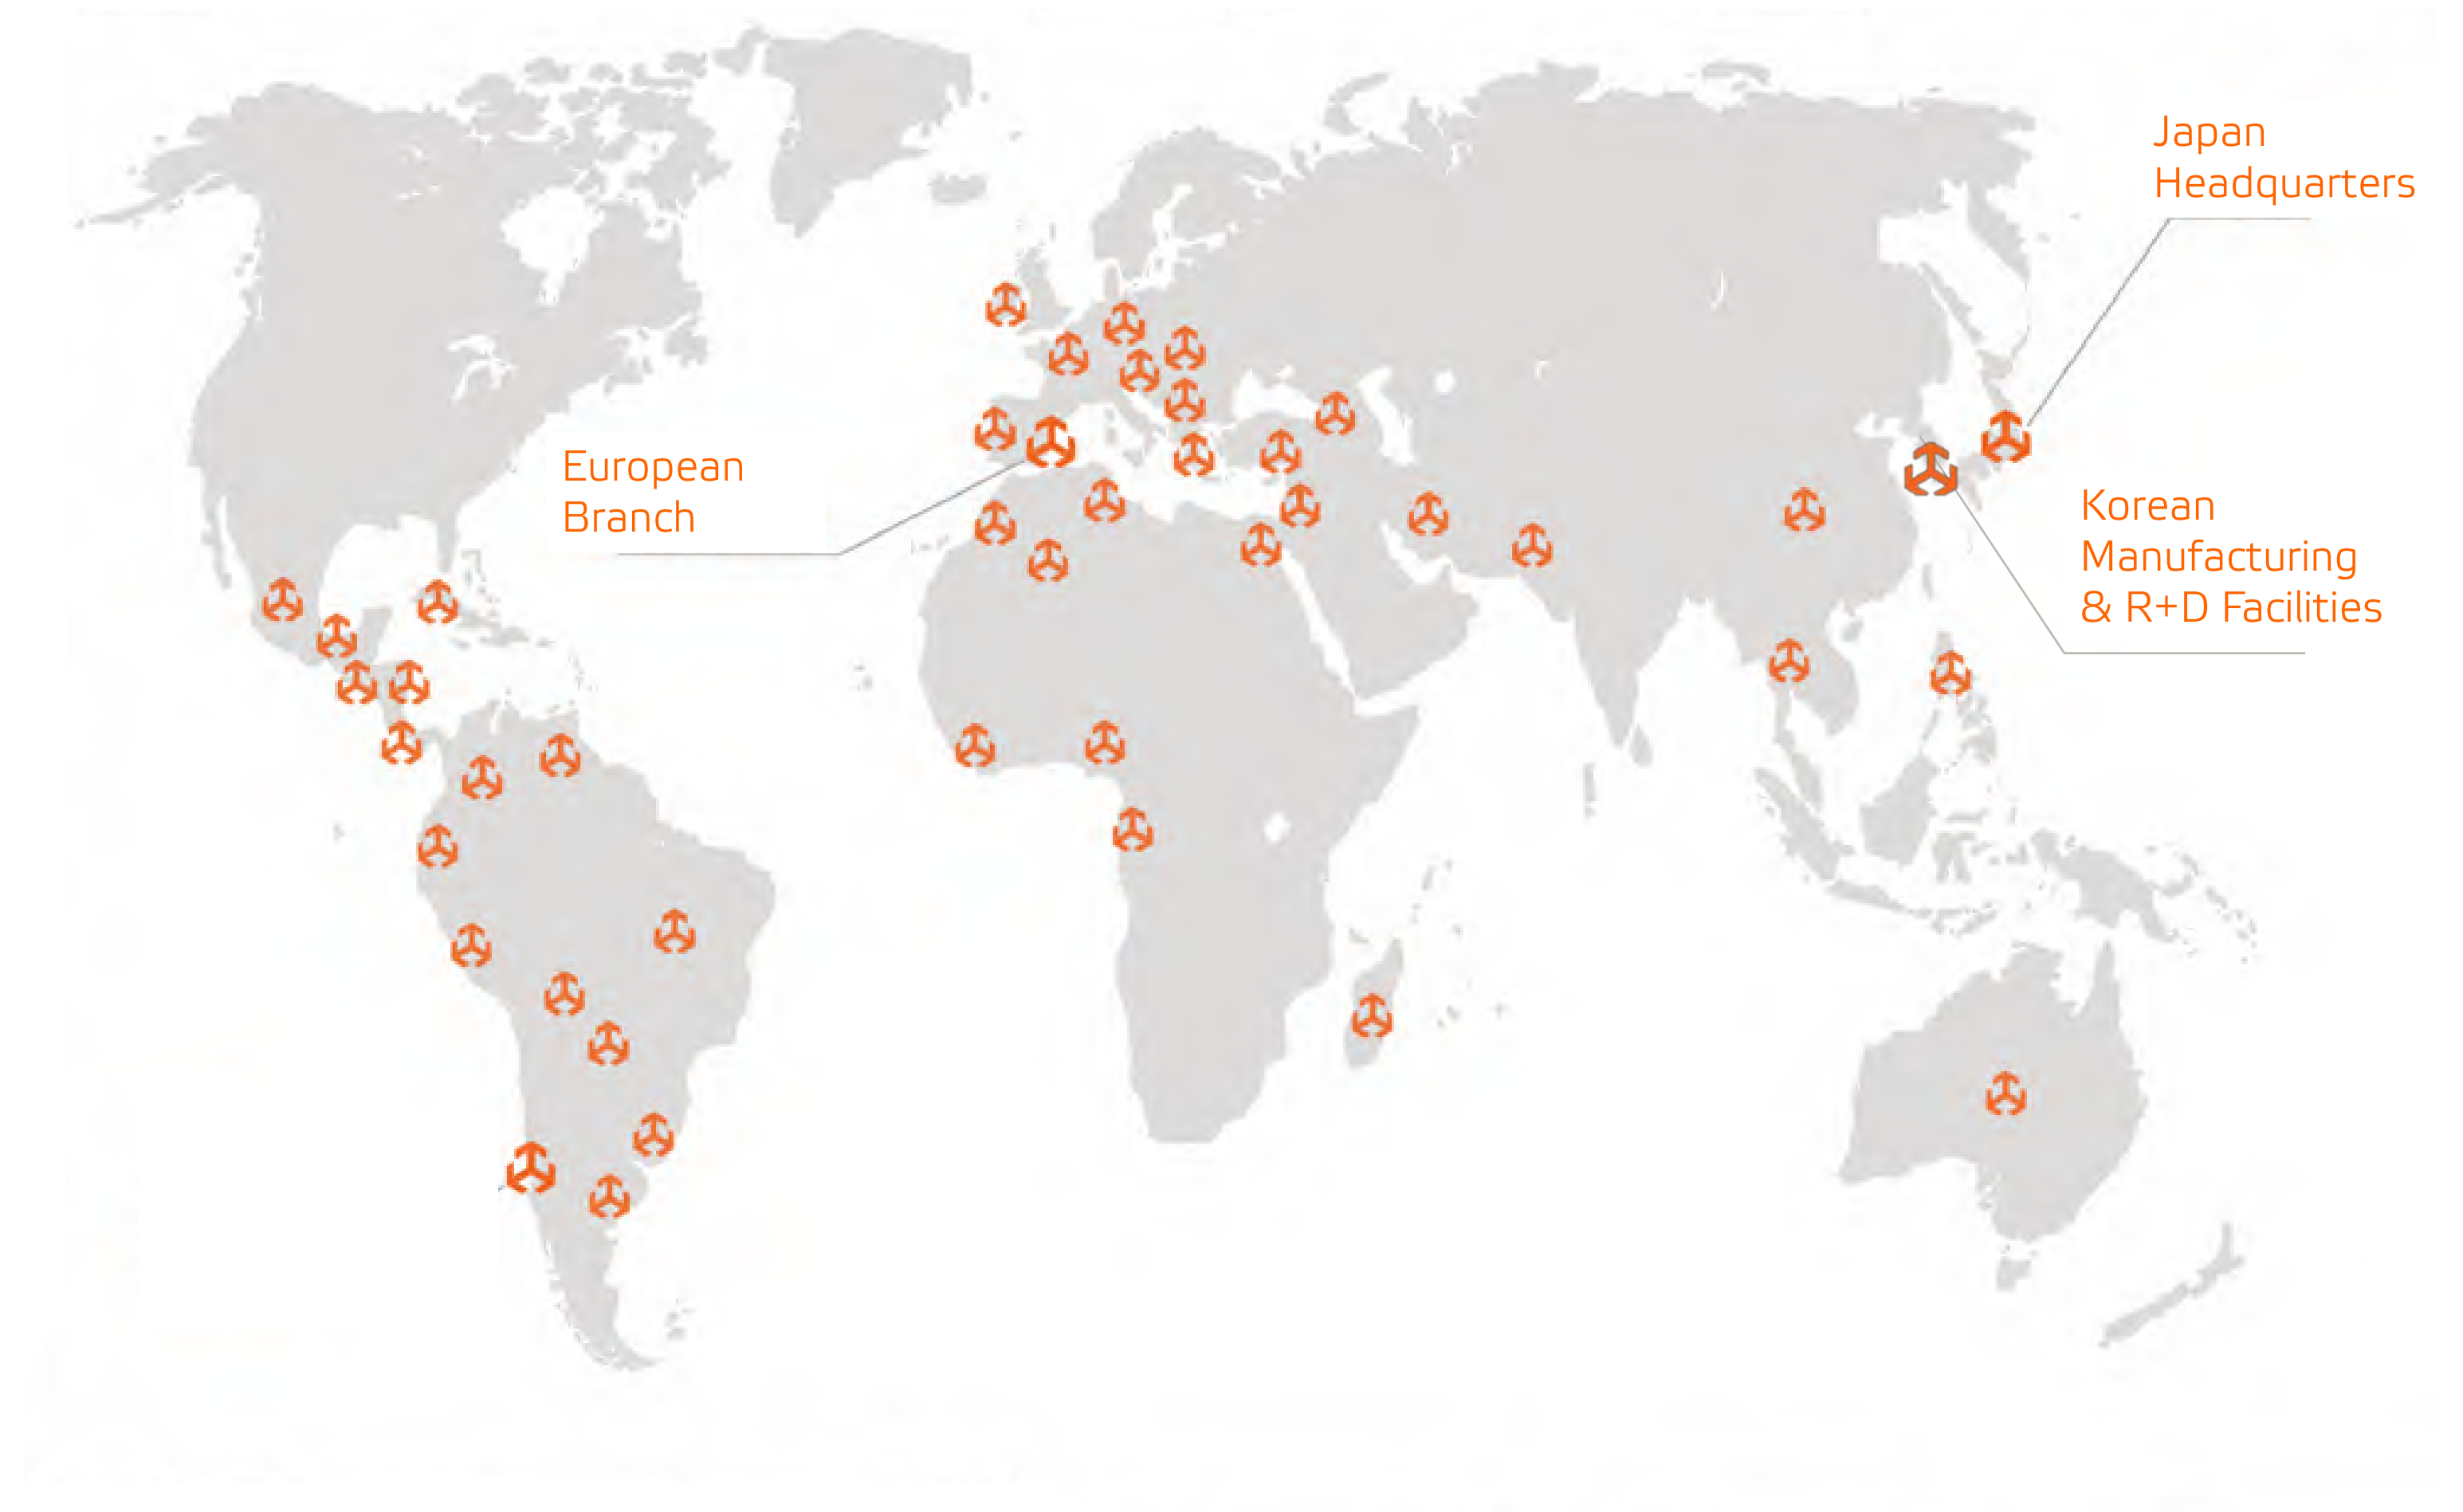 Japan
Headquarters
European
Branch
Korean
Manufacturing
& R+D Facilities